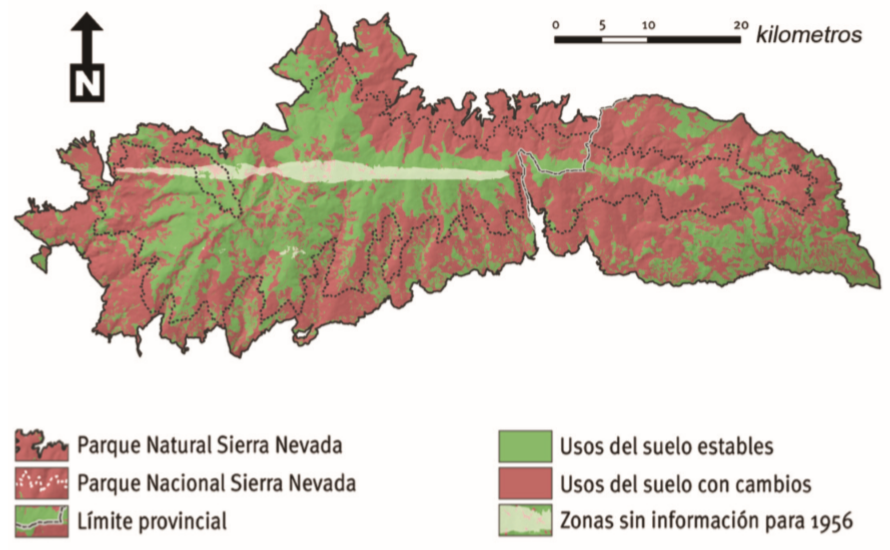 0 5 10 20 kilometros
N
Parque Natural Sierra Nevada
Parque Nacional Sierra Nevada
Límite provincial
Usos del suelo estables
Usos del suelo con cambios
Zonas sin información para 1956